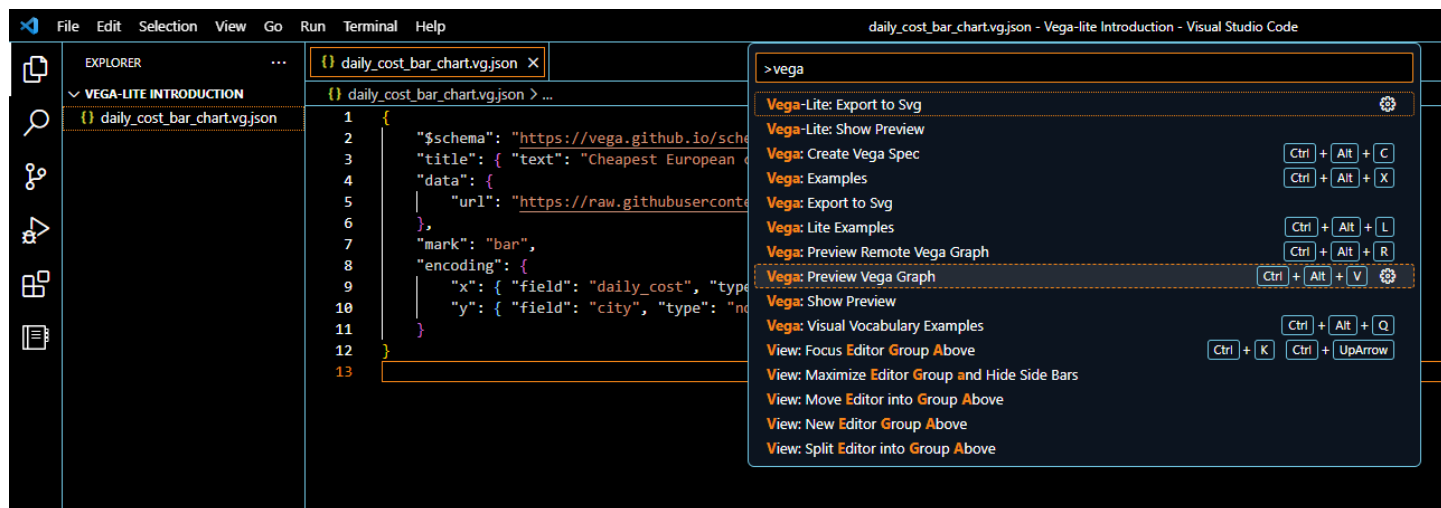 File Edit Selection View Go Run Terminal Help
daily_cost_bar_chart.vg.json - Vega-lite Introduction - Visual Studio Code
EXPLORER ...
VEGA-LITE INTRODUCTION
{} daily_cost_bar_chart.vg.json
{} daily_cost_bar_chart.vg.json ×
{} daily_cost_bar_chart.vg.json > ...
1 {
2 "$schema": "https://vega.github.io/sche
3 "title": { "text": "Cheapest European
4 "data": {
5 "url": "https://raw.githubuserconte
6 },
7 "mark": "bar",
8 "encoding": {
9 "x": { "field": "daily_cost", "type
10 "y": { "field": "city", "type": "no
11 }
12 }
13
>vega
Vega-Lite: Export to Svg
Vega-Lite: Show Preview
Vega: Create Vega Spec Ctrl + Alt + C
Vega: Examples Ctrl + Alt + X
Vega: Export to Svg
Vega: Lite Examples Ctrl + Alt + L
Vega: Preview Remote Vega Graph Ctrl + Alt + R
Vega: Preview Vega Graph Ctrl + Alt + V
Vega: Show Preview
Vega: Visual Vocabulary Examples Ctrl + Alt + Q
View: Focus Editor Group Above Ctrl + K Ctrl + UpArrow
View: Maximize Editor Group and Hide Side Bars
View: Move Editor into Group Above
View: New Editor Group Above
View: Split Editor into Group Above